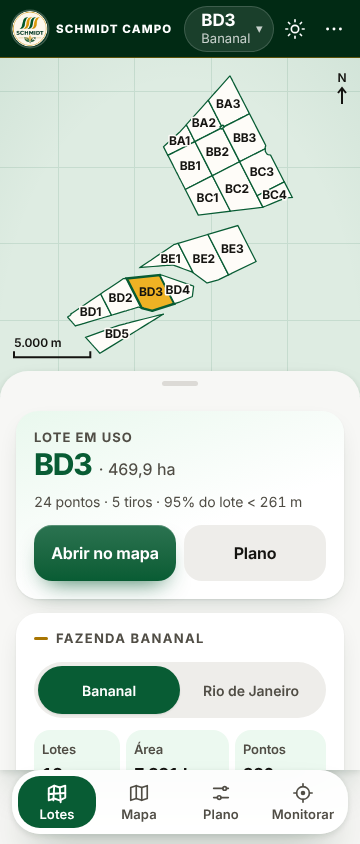 SCHMIDT
SCHMIDT CAMPO
BD3
Bananal
N
BA3
BA2
BA1
BB3
BB2
BB1
BC3
BC2
BC4
BC1
BE3
BE2
BE1
BD4
BD3
BD2
BD1
BD5
5.000 m
LOTE EM USO
BD3 · 469,9 ha
24 pontos · 5 tiros · 95% do lote < 261 m
Abrir no mapa
Plano
FAZENDA BANANAL
Bananal
Rio de Janeiro
Lotes
Área
Pontos
Lotes
Mapa
Plano
Monitorar